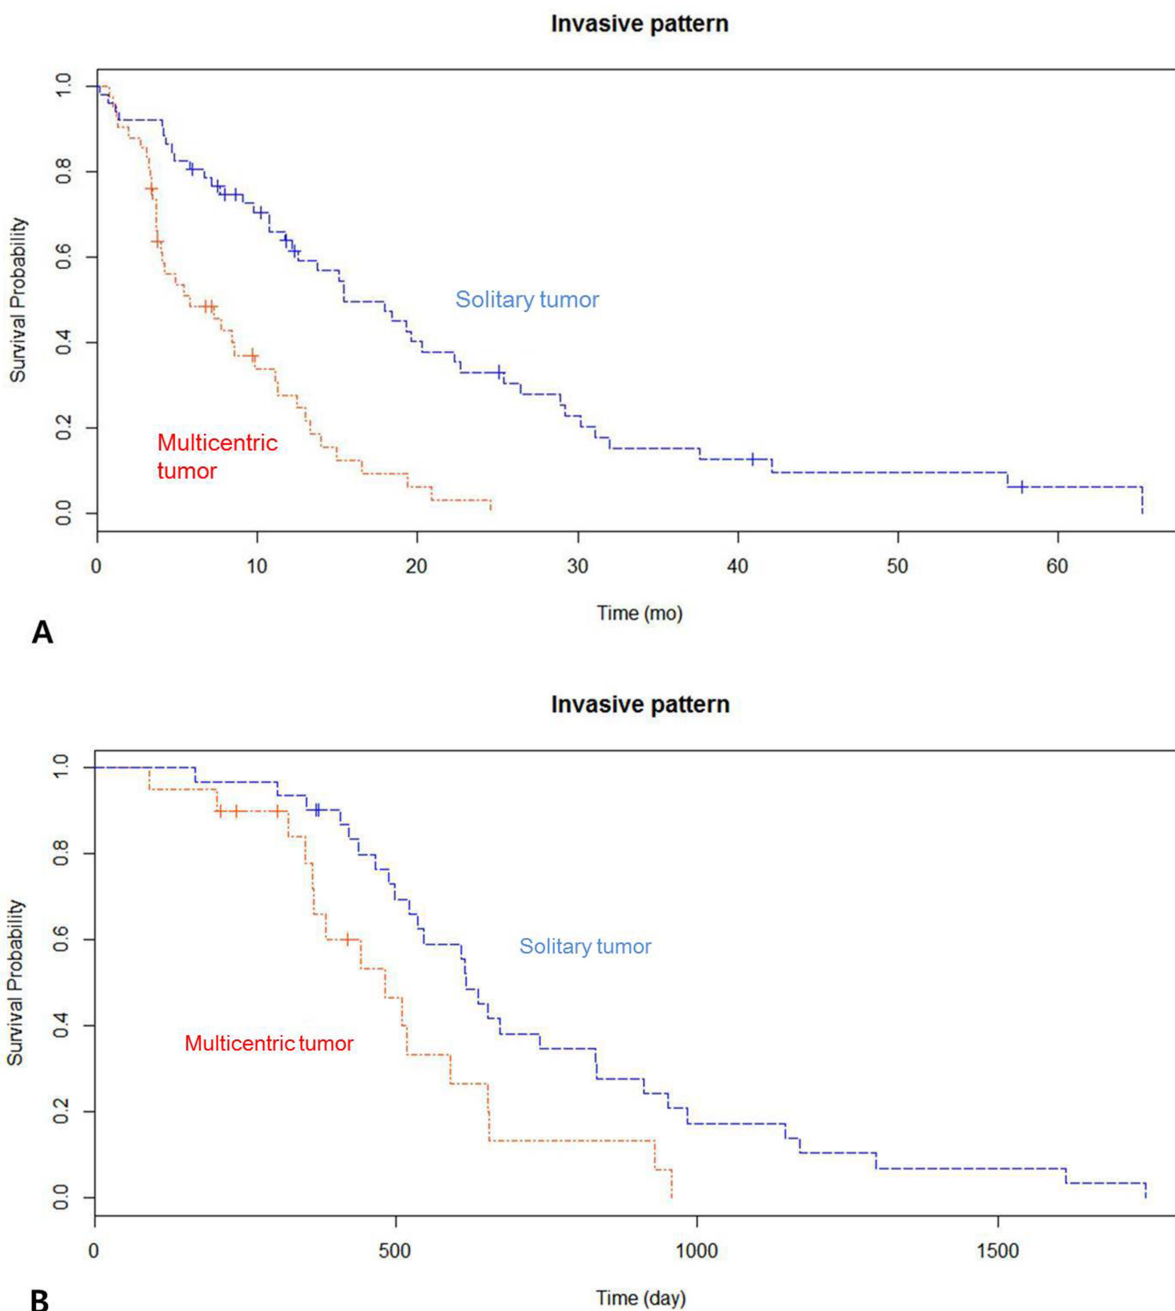 Invasive pattern
1.0
0.8
0.6
0.4
0.2
0.0
Survival Probability
Solitary tumor
Multicentric
tumor
0 10 20 30 40 50 60
Time (mo)
A
Invasive pattern
1.0
0.8
0.6
0.4
0.2
0.0
Survival Probability
Solitary tumor
Multicentric tumor
0 500 1000 1500
Time (day)
B